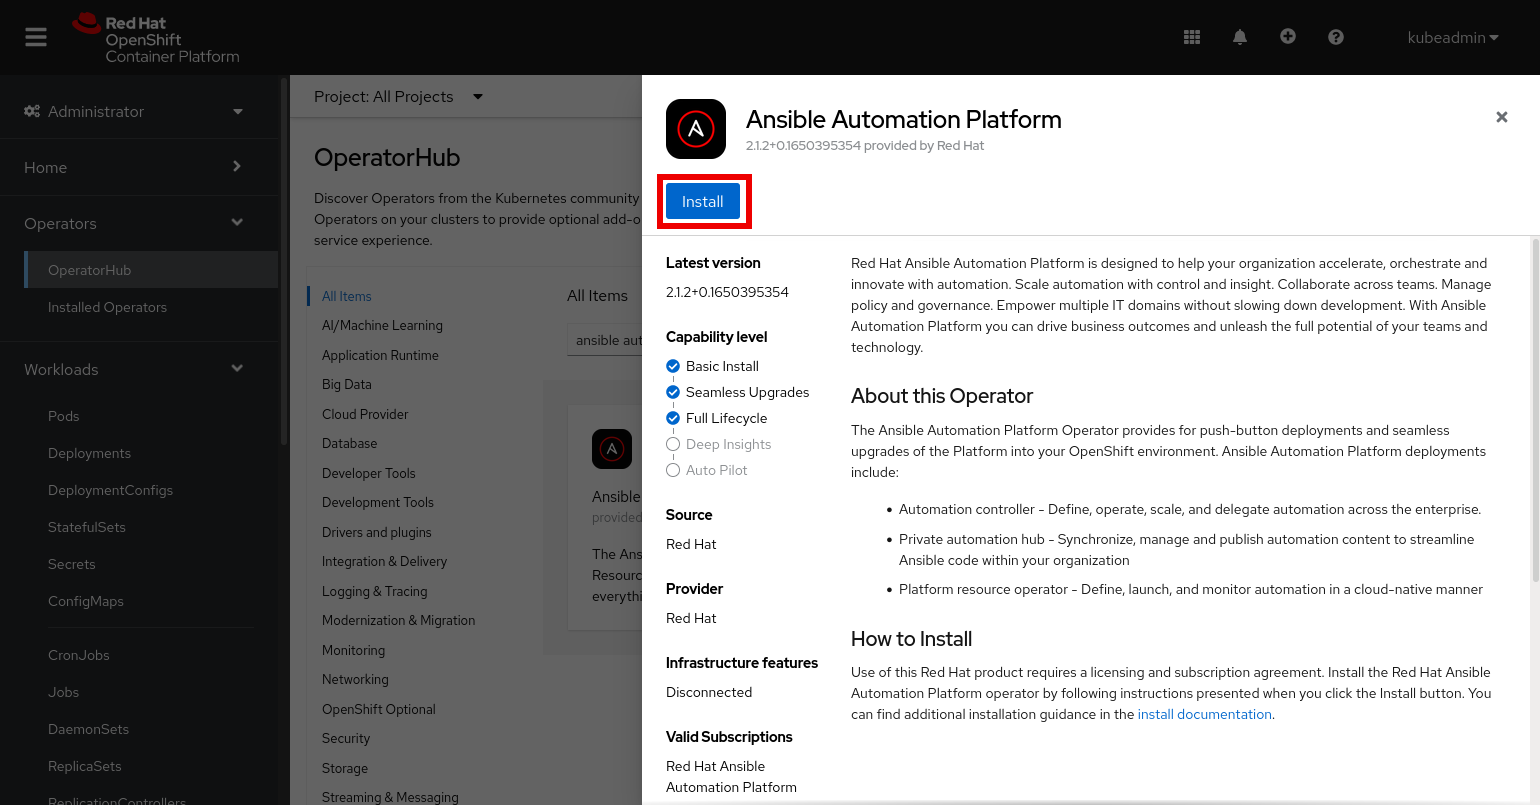 Red Hat
OpenShift
Container Platform
kubeadmin
Administrator
Home
Operators
OperatorHub
Installed Operators
Workloads
Pods
Deployments
DeploymentConfigs
StatefulSets
Secrets
ConfigMaps
CronJobs
Jobs
DaemonSets
ReplicaSets
ReplicationControllers
Project: All Projects
OperatorHub
Discover Operators from the Kubernetes community
Operators on your clusters to provide optional add-o
service experience.
All Items
AI/Machine Learning
Application Runtime
Big Data
Cloud Provider
Database
Developer Tools
Development Tools
Drivers and plugins
Integration & Delivery
Logging & Tracing
Modernization & Migration
Monitoring
Networking
OpenShift Optional
Security
Storage
Streaming & Messaging
All Items
ansible aut
Ansible
provided
The Ans
Resourc
everythi
Ansible Automation Platform
2.1.2+0.1650395354 provided by Red Hat
Install
Latest version
2.1.2+0.1650395354
Capability level
Basic Install
Seamless Upgrades
Full Lifecycle
Deep Insights
Auto Pilot
Source
Red Hat
Provider
Red Hat
Infrastructure features
Disconnected
Valid Subscriptions
Red Hat Ansible
Automation Platform
Red Hat Ansible Automation Platform is designed to help your organization accelerate, orchestrate and
innovate with automation. Scale automation with control and insight. Collaborate across teams. Manage
policy and governance. Empower multiple IT domains without slowing down development. With Ansible
Automation Platform you can drive business outcomes and unleash the full potential of your teams and
technology.
About this Operator
The Ansible Automation Platform Operator provides for push-button deployments and seamless
upgrades of the Platform into your OpenShift environment. Ansible Automation Platform deployments
include:
• Automation controller - Define, operate, scale, and delegate automation across the enterprise.
• Private automation hub - Synchronize, manage and publish automation content to streamline
Ansible code within your organization
• Platform resource operator - Define, launch, and monitor automation in a cloud-native manner
How to Install
Use of this Red Hat product requires a licensing and subscription agreement. Install the Red Hat Ansible
Automation Platform operator by following instructions presented when you click the Install button. You
can find additional installation guidance in the install documentation.